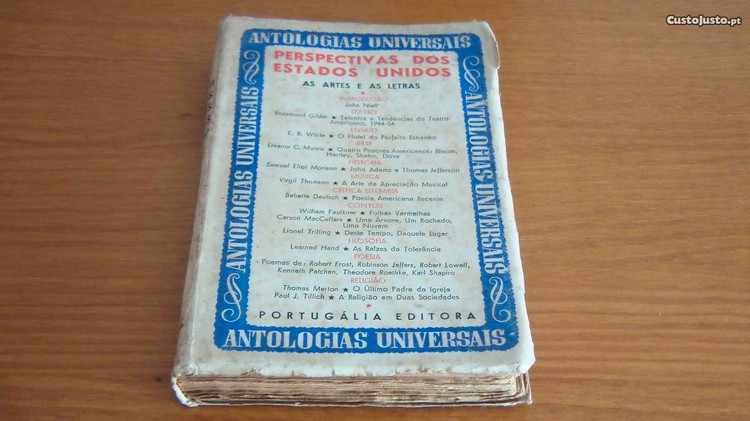 CustoJusto.pt
ANTOLOGIAS UNIVERSAIS
ANTOLOGIAS UNIVERSAIS
ANTOLOGIAS UNIVERSAIS
PERSPECTIVAS DOS
ESTADOS UNIDOS
AS ARTES E AS LETRAS
INTRODUÇÃO
John
TEATRO
Rosamond Gilder ★ Talentos e Tendências do Teatro
Americano, 1944-54
ENSAIO
E. B. White ★ O Hotel do Perfeito Estranho
ARTE
Eleanor C. Munro ★ Quatro Pintores Americanos: Bloom,
Hartley, Shahn, Dove
HISTÓRIA
Samuel Eliot Morison ★ John Adams e Thomas Jefferson
MÚSICA
Virgil Thomson ★ A Arte da Apreciação Musical
CRÍTICA LITERÁRIA
Babette Deutsch ★ Poesia Americana Recente
CONTOS
William Faulkner ★ Folhas Vermelhas
Carson McCullers ★ Uma Árvore, Um Rochedo,
Uma Nuvem
Lionel Trilling ★ Deste Tempo, Daquele Lugar
FILOSOFIA
Learned Hand ★ As Raízes da Tolerância
POESIA
Poemas de: Robert Frost, Robinson Jeffers, Robert Lowell,
Kenneth Patchen, Theodore Roethke, Karl Shapiro
RELIGIÃO
Thomas Merton ★ O Último Padre da Igreja
Paul J. Tillich ★ A Religião em Duas Sociedades
PORTUGÁLIA EDITORA
ANTOLOGIAS UNIVERSAIS